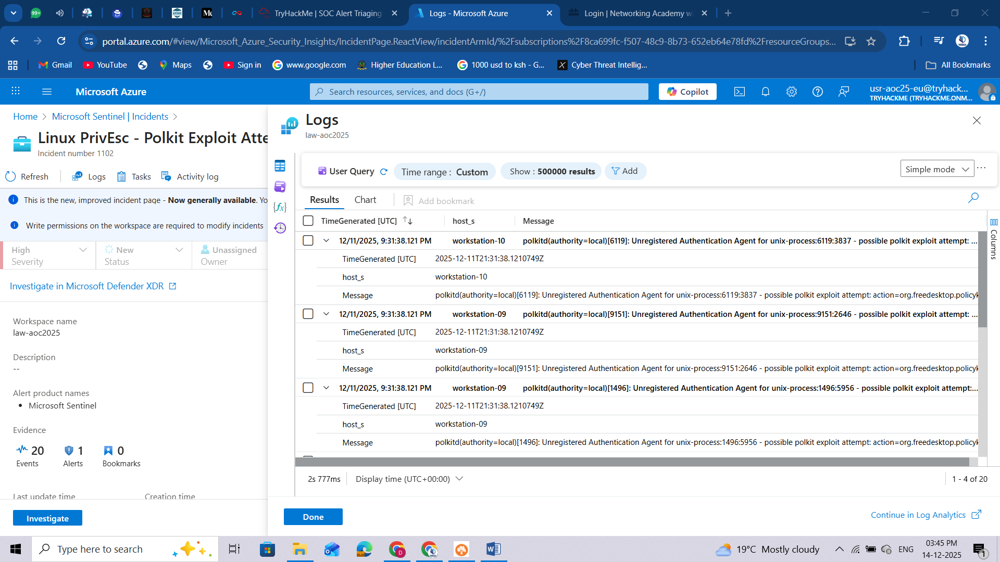 99+
TryHackMe | SOC Alert Triaging
Logs - Microsoft Azure
Login | Networking Academy w
portal.azure.com/#view/Microsoft_Azure_Security_Insights/IncidentPage.ReactView/incidentArmId/%2Fsubscriptions%2F8ca699fc-f507-48c9-8b73-652eb64e78fd%2FresourceGroups...
Gmail
YouTube
Maps
Sign in
www.google.com
Higher Education L...
1000 usd to ksh - G...
Cyber Threat Intellig...
All Bookmarks
Microsoft Azure
Search resources, services, and docs (G+/)
Copilot
usr-aoc25-eu@tryhack...
TRYHACKME (TRYHACKME.ONM...
Home > Microsoft Sentinel | Incidents >
Linux PrivEsc - Polkit Exploit Atte
Incident number 1102
Refresh
Logs
Tasks
Activity log
This is the new, improved incident page - Now generally available. Yo
Write permissions on the workspace are required to modify incidents
High
Severity
New
Status
Unassigned
Owner
Investigate in Microsoft Defender XDR
Workspace name
law-aoc2025
Description
--
Alert product names
• Microsoft Sentinel
Evidence
20
Events
1
Alerts
0
Bookmarks
Last update time
Creation time
Investigate
Logs
law-aoc2025
User Query
Time range : Custom
Show : 500000 results
Add
Simple mode
...
Results
Chart
Add bookmark
Columns
TimeGenerated [UTC]
host_s
Message
12/11/2025, 9:31:38.121 PM workstation-10 polkitd(authority=local)[6119]: Unregistered Authentication Agent for unix-process:6119:3837 - possible polkit exploit attempt: ...
TimeGenerated [UTC] 2025-12-11T21:31:38.1210749Z
host_s workstation-10
Message polkitd(authority=local)[6119]: Unregistered Authentication Agent for unix-process:6119:3837 - possible polkit exploit attempt: action=org.freedesktop.policyk
12/11/2025, 9:31:38.121 PM workstation-09 polkitd(authority=local)[9151]: Unregistered Authentication Agent for unix-process:9151:2646 - possible polkit exploit attempt: ...
TimeGenerated [UTC] 2025-12-11T21:31:38.1210749Z
host_s workstation-09
Message polkitd(authority=local)[9151]: Unregistered Authentication Agent for unix-process:9151:2646 - possible polkit exploit attempt: action=org.freedesktop.policyk
12/11/2025, 9:31:38.121 PM workstation-09 polkitd(authority=local)[1496]: Unregistered Authentication Agent for unix-process:1496:5956 - possible polkit exploit attempt:...
TimeGenerated [UTC] 2025-12-11T21:31:38.1210749Z
host_s workstation-09
Message polkitd(authority=local)[1496]: Unregistered Authentication Agent for unix-process:1496:5956 - possible polkit exploit attempt: action=org.freedesktop.policyk
2s 777ms
Display time (UTC+00:00)
1 - 4 of 20
Done
Continue in Log Analytics
Type here to search
19°C Mostly cloudy
ENG
03:45 PM
14-12-2025
1